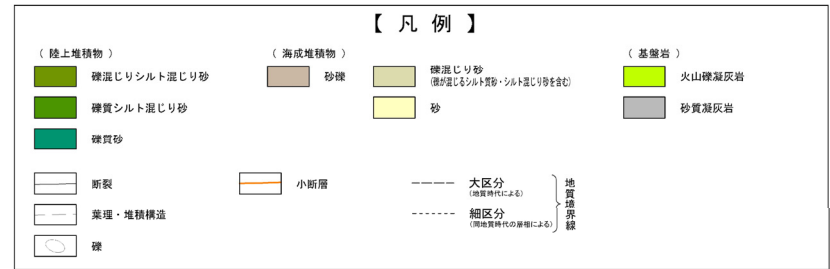 【 凡 例 】
（ 陸上堆積物 ）
礫混じりシルト混じり砂
礫質シルト混じり砂
礫質砂
（ 海成堆積物 ）
砂礫
礫混じり砂
(礫が混じるシルト質砂・シルト混じり砂を含む)
砂
（ 基盤岩 ）
火山礫凝灰岩
砂質凝灰岩
断裂
葉理・堆積構造
礫
小断層
大区分
(地質時代による)
細区分
(同地質時代の層相による)
地質境界線